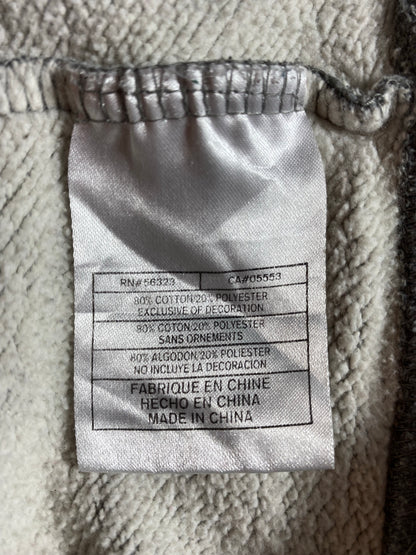 RN#56323 CA#05553
80% COTTON/20% POLYESTER
EXCLUSIVE OF DECORATION
80% COTON/20% POLYESTER
SANS ORNEMENTS
80% ALGODON/20% POLIESTER
NO INCLUYE LA DECORACION
FABRIQUE EN CHINE
HECHO EN CHINA
MADE IN CHINA